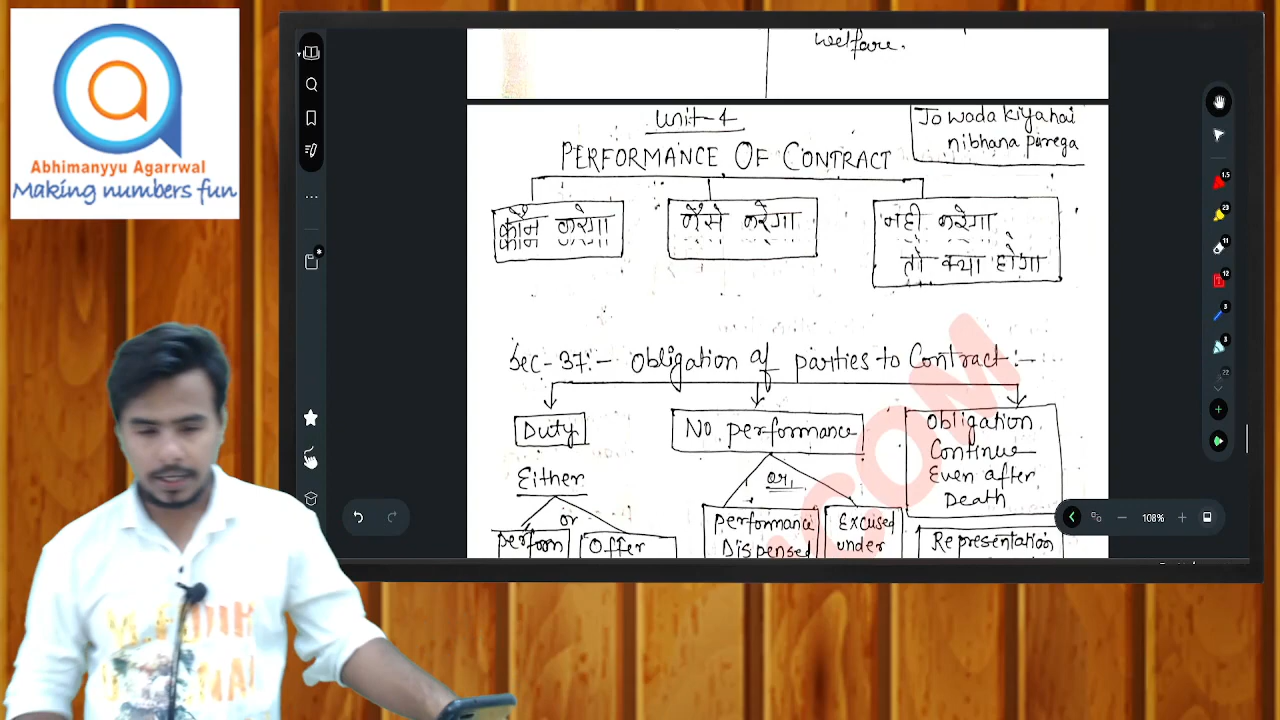 Abhimanyyu Agarrwal
Making numbers fun
welfare.
Unit-4
Jo wada kiya hai
nibhana parega
PERFORMANCE OF CONTRACT
कौन करेगा
कैसे करेगा
नही करेगा
तो क्या होगा
Sec-37:- Obligation of parties to Contract:-
Duty
No performance
Obligation
Continue
Even after
Death
Either
or,
or
Perform
Offer
Performance
Dispensed
Excused
under
Representation
.COM
108%